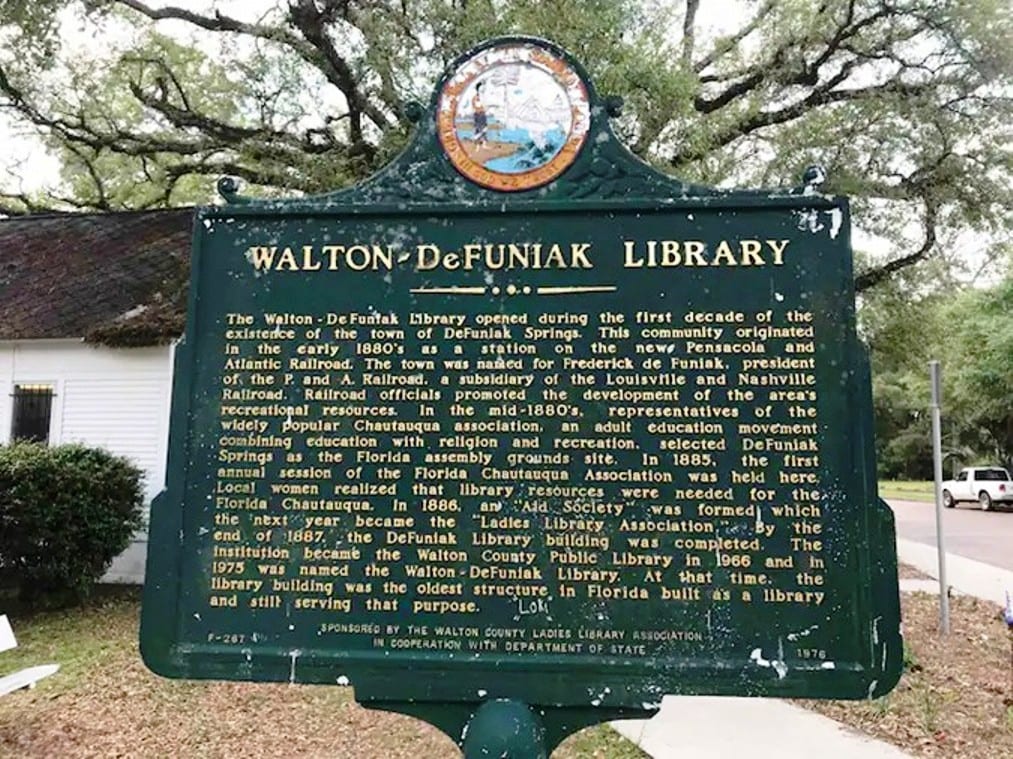 WALTON-DeFUNIAK LIBRARY
The Walton-DeFuniak Library opened during the first decade of the
existence of the town of DeFuniak Springs. This community originated
in the early 1880's as a station on the new Pensacola and
Atlantic Railroad. The town was named for Frederick de Funiak, president
of the P. and A. Railroad, a subsidiary of the Louisville and Nashville
Railroad. Railroad officials promoted the development of the area's
recreational resources. In the mid-1880's, representatives of the
widely popular Chautauqua association, an adult education movement
combining education with religion and recreation, selected DeFuniak
Springs as the Florida assembly grounds site. In 1885, the first
annual session of the Florida Chautauqua Association was held here.
Local women realized that library resources were needed for the
Florida Chautauqua. In 1886, an "Aid Society" was formed which
the next year became the "Ladies Library Association." By the
end of 1887, the DeFuniak Library building was completed. The
institution became the Walton County Public Library in 1966 and in
1975 was named the Walton-DeFuniak Library. At that time, the
library building was the oldest structure in Florida built as a library
and still serving that purpose. Loki
SPONSORED BY THE WALTON COUNTY LADIES LIBRARY ASSOCIATION
IN COOPERATION WITH DEPARTMENT OF STATE
F-267 1976